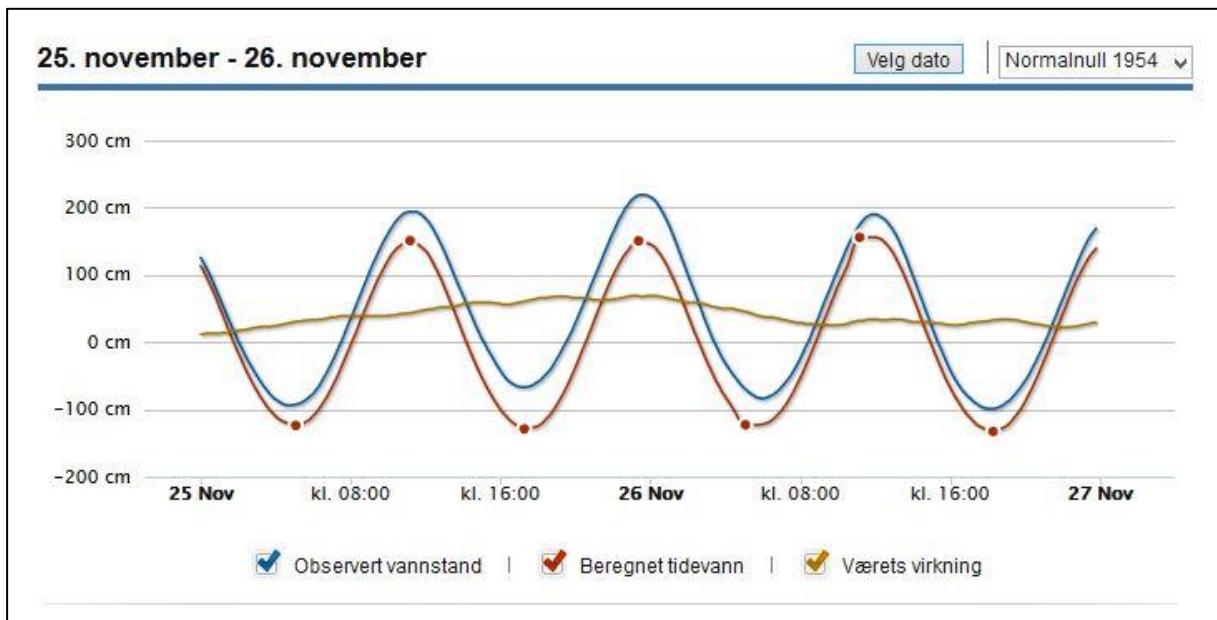 25. november - 26. november
Velg dato
Normalnull 1954
300 cm
200 cm
100 cm
0 cm
−100 cm
−200 cm
25 Nov kl. 08:00 kl. 16:00 26 Nov kl. 08:00 kl. 16:00 27 Nov
Observert vannstand | Beregnet tidevann | Værets virkning